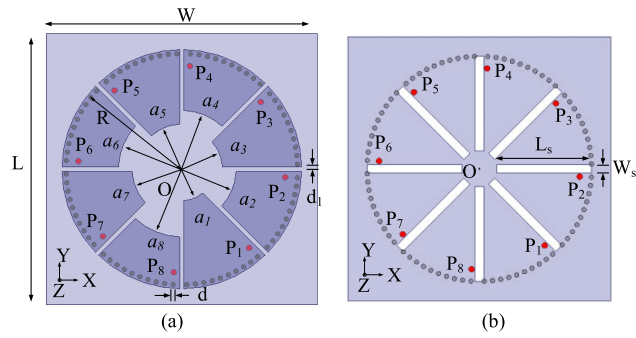 W
L
R
O
P₁
P₂
P₃
P₄
P₅
P₆
P₇
P₈
a₁
a₂
a₃
a₄
a₅
a₆
a₇
a₈
d₁
d
Y
Z X
(a)
P₁
P₂
P₃
P₄
P₅
P₆
P₇
P₈
O'
Lₛ
Wₛ
Y
Z X
(b)